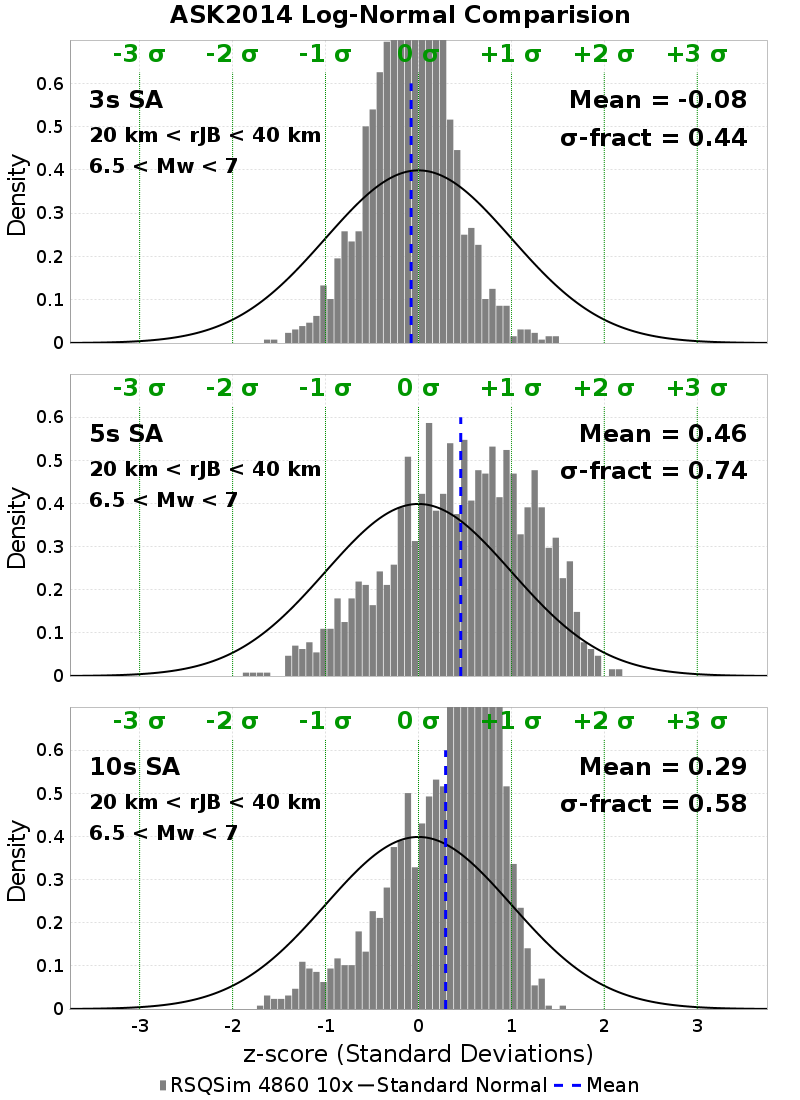 ASK2014 Log-Normal Comparision
-3 σ -2 σ -1 σ 0 σ +1 σ +2 σ +3 σ
3s SA
20 km < rJB < 40 km
6.5 < Mw < 7
Mean = -0.08
σ-fract = 0.44
0.6
0.5
0.4
0.3
0.2
0.1
0
Density
-3 σ -2 σ -1 σ 0 σ +1 σ +2 σ +3 σ
5s SA
20 km < rJB < 40 km
6.5 < Mw < 7
Mean = 0.46
σ-fract = 0.74
0.6
0.5
0.4
0.3
0.2
0.1
0
Density
-3 σ -2 σ -1 σ 0 σ +1 σ +2 σ +3 σ
10s SA
20 km < rJB < 40 km
6.5 < Mw < 7
Mean = 0.29
σ-fract = 0.58
0.6
0.5
0.4
0.3
0.2
0.1
0
Density
-3 -2 -1 0 1 2 3
z-score (Standard Deviations)
RSQSim 4860 10x Standard Normal Mean